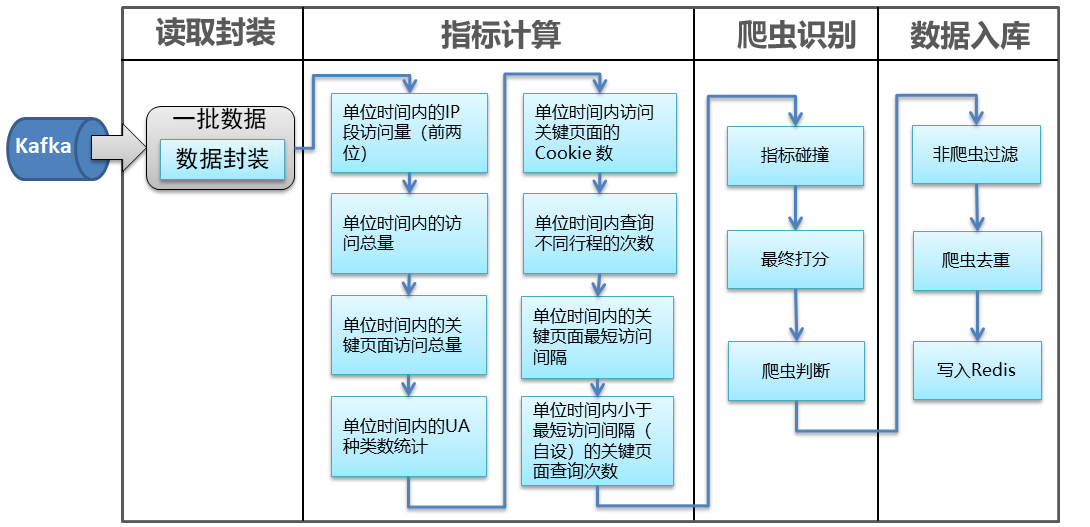 读取封装
指标计算
爬虫识别
数据入库
Kafka
一批数据
数据封装
单位时间内的IP
段访问量（前两
位）
单位时间内的访
问总量
单位时间内的关
键页面访问总量
单位时间内的UA
种类数统计
单位时间内访问
关键页面的
Cookie 数
单位时间内查询
不同行程的次数
单位时间内的关
键页面最短访问
间隔
单位时间内小于
最短访问间隔（
自设）的关键页
面查询次数
指标碰撞
最终打分
爬虫判断
非爬虫过滤
爬虫去重
写入Redis